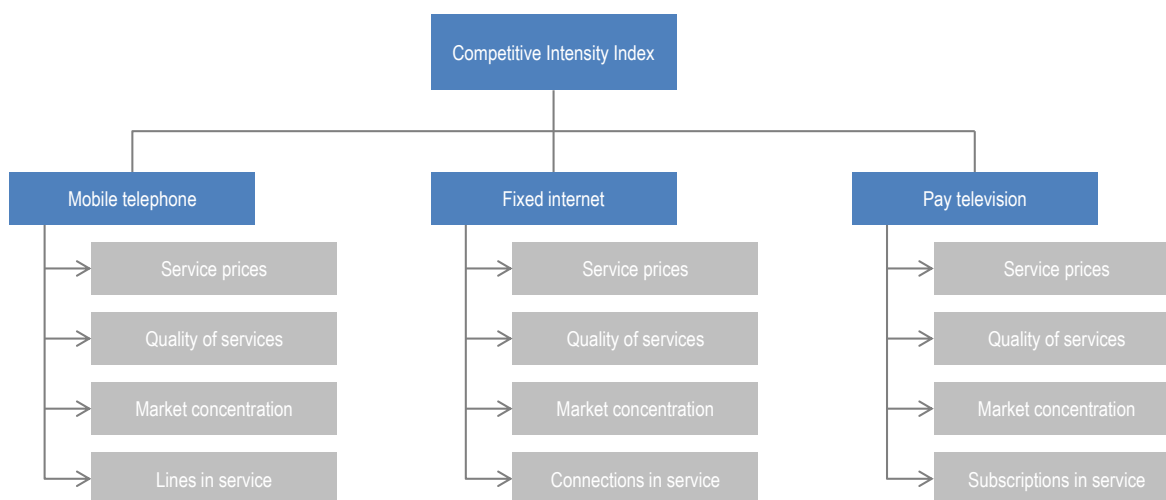 Competitive Intensity Index
Mobile telephone
Service prices
Quality of services
Market concentration
Lines in service
Fixed internet
Service prices
Quality of services
Market concentration
Connections in service
Pay television
Service prices
Quality of services
Market concentration
Subscriptions in service